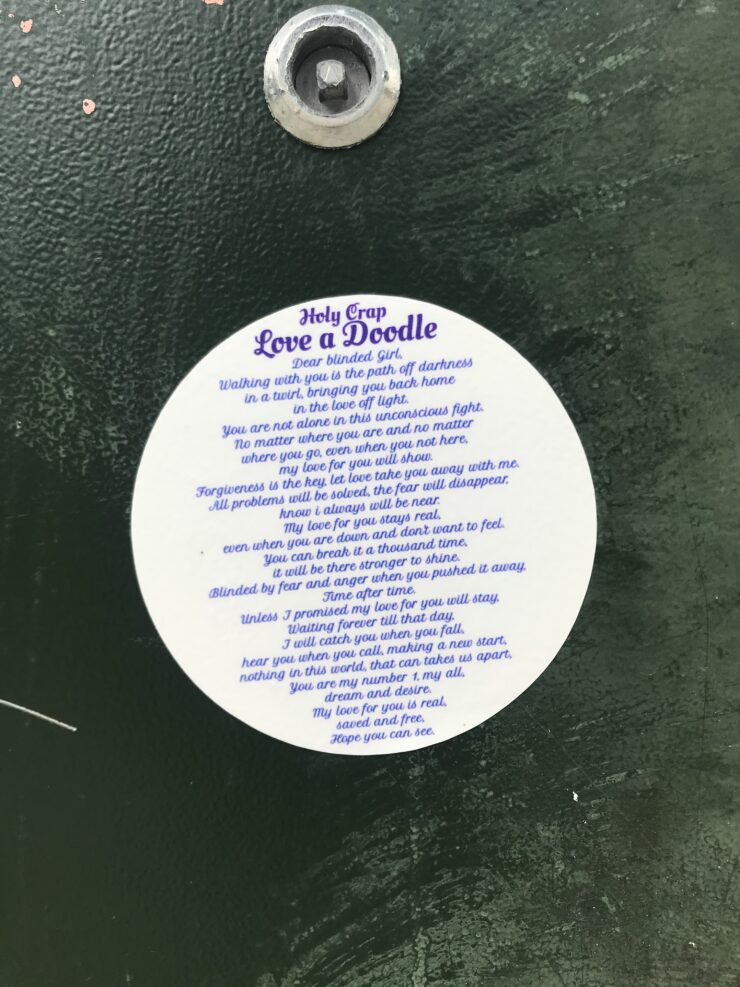 Holy Crap
Love a Doodle
Dear blinded Girl,
Walking with you is the path off darkness
in a twirl, bringing you back home
in the love off light.
You are not alone in this unconscious fight.
No matter where you are and no matter
where you go, even when you not here,
my love for you will show.
Forgiveness is the key, let love take you away with me.
All problems will be solved, the fear will disappear,
know i always will be near.
My love for you stays real,
even when you are down and don't want to feel.
You can break it a thousand time,
it will be there stronger to shine.
Blinded by fear and anger when you pushed it away,
Time after time.
Unless I promised my love for you will stay.
Waiting forever till that day,
I will catch you when you fall,
hear you when you call, making a new start,
nothing in this world, that can takes us apart,
You are my number 1, my all,
dream and desire.
My love for you is real,
saved and free,
Hope you can see.